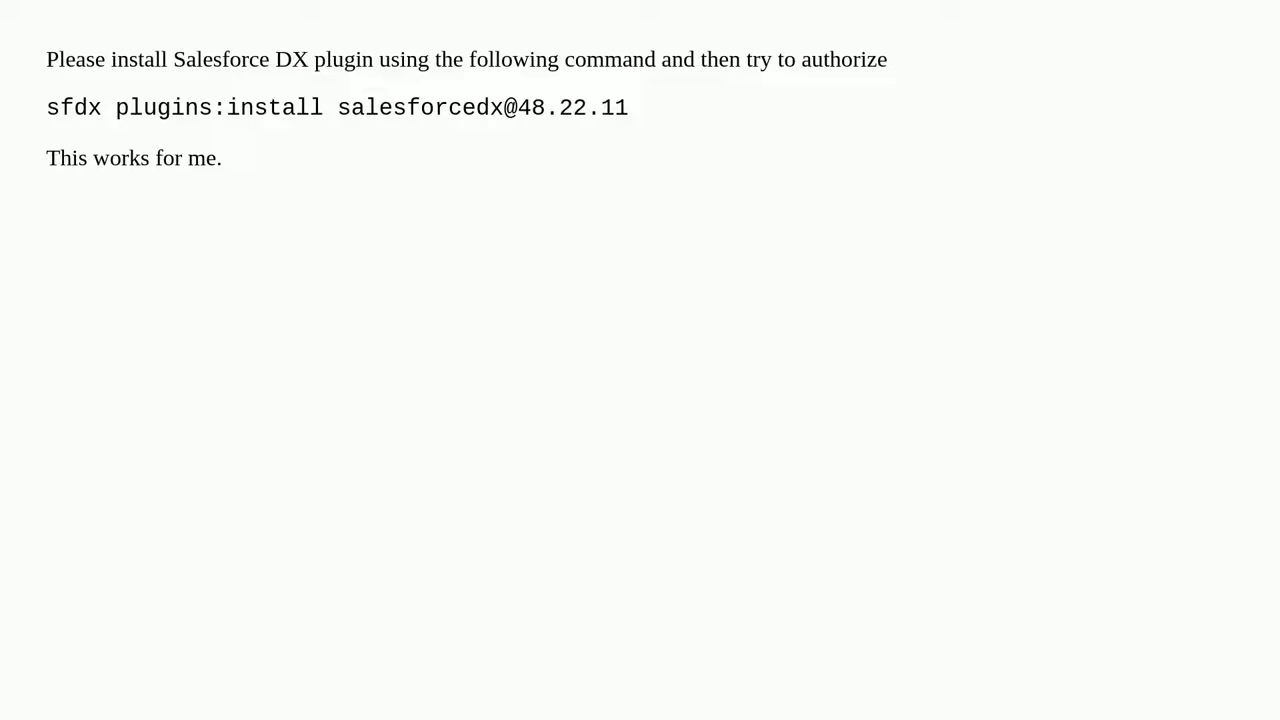 Please install Salesforce DX plugin using the following command and then try to authorize
sfdx plugins:install salesforcedx@48.22.11
This works for me.